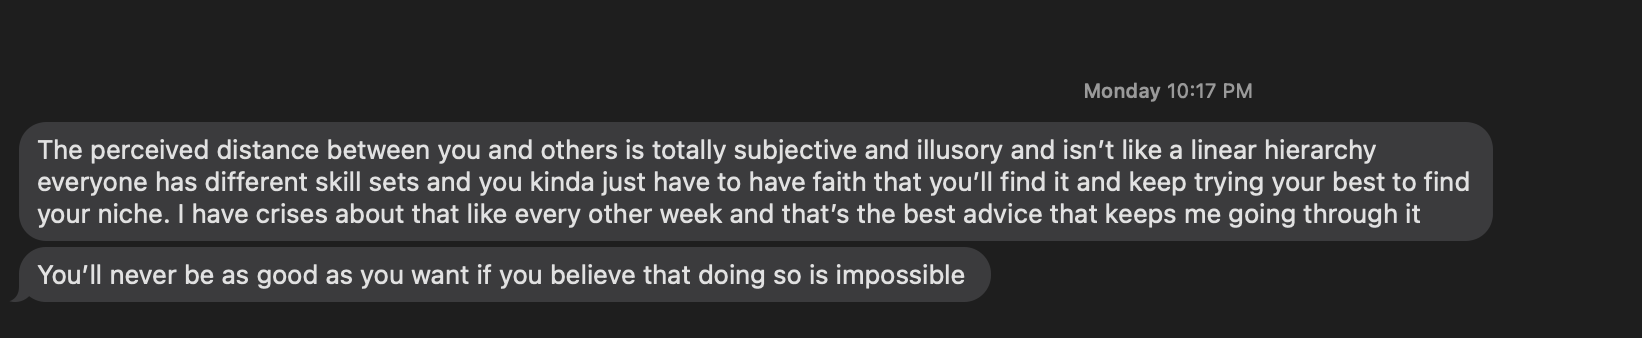 Monday 10:17 PM
The perceived distance between you and others is totally subjective and illusory and isn’t like a linear hierarchy
everyone has different skill sets and you kinda just have to have faith that you’ll find it and keep trying your best to find
your niche. I have crises about that like every other week and that’s the best advice that keeps me going through it
You’ll never be as good as you want if you believe that doing so is impossible